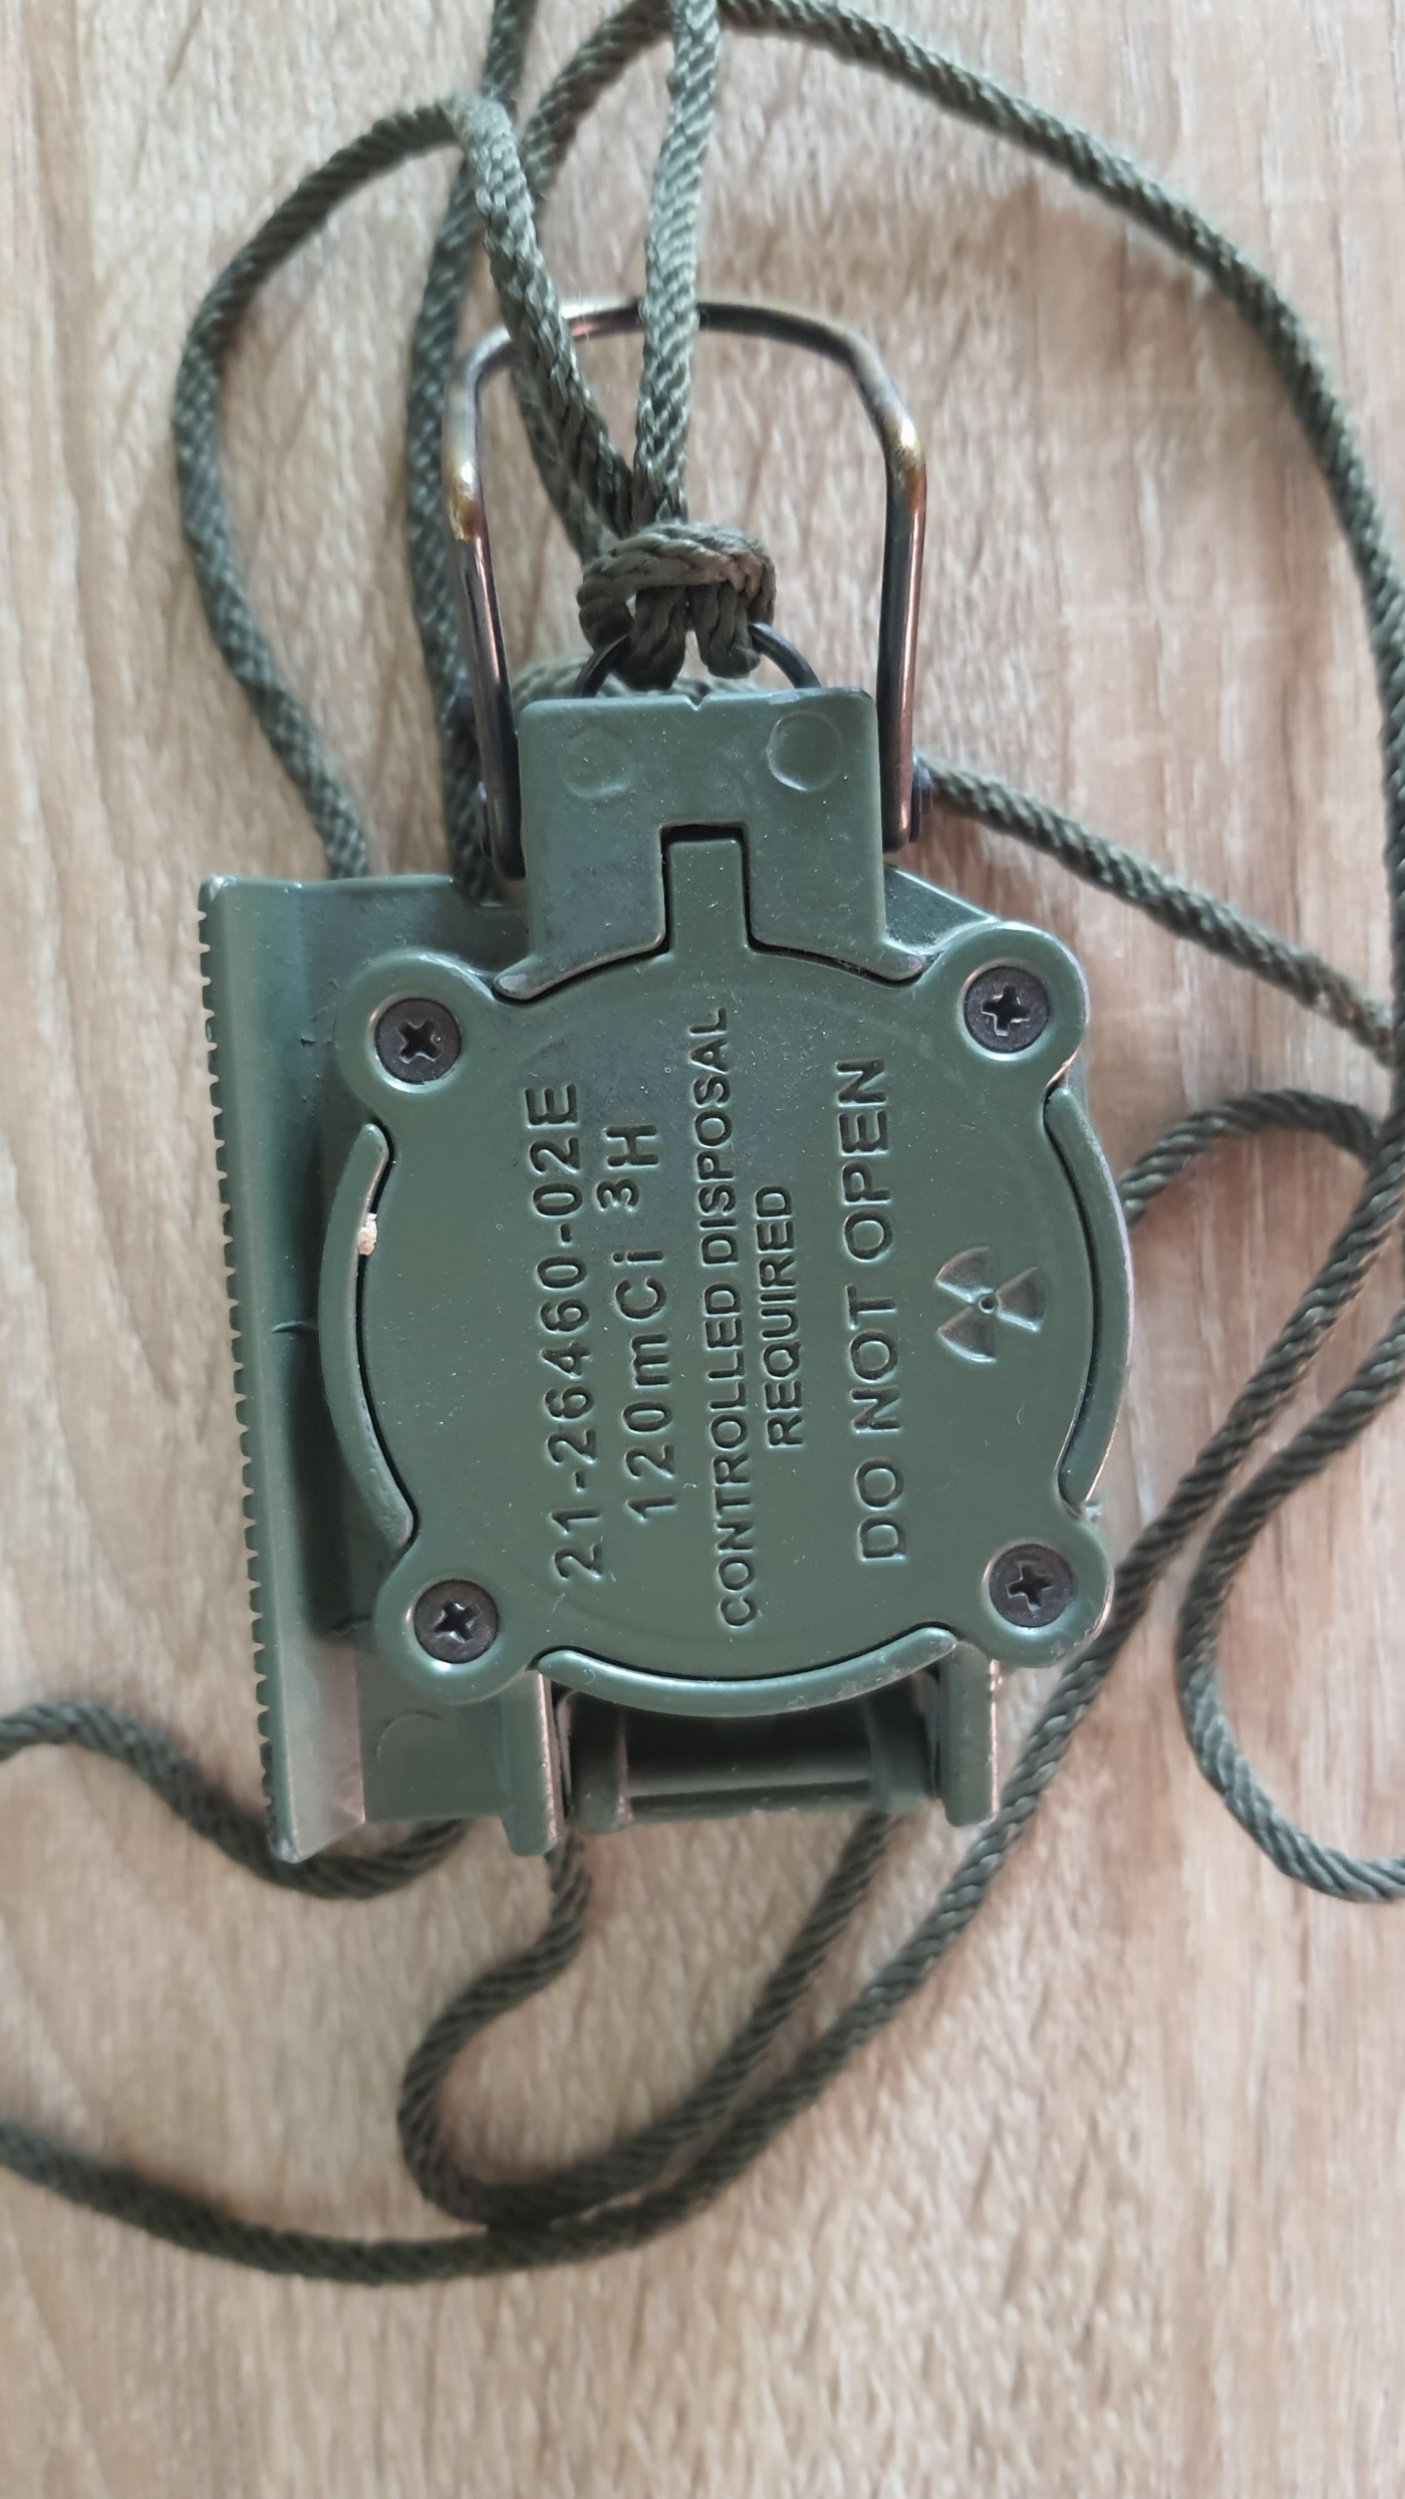 21-26460-02E
120mCi ³H
CONTROLLED DISPOSAL
REQUIRED
DO NOT OPEN